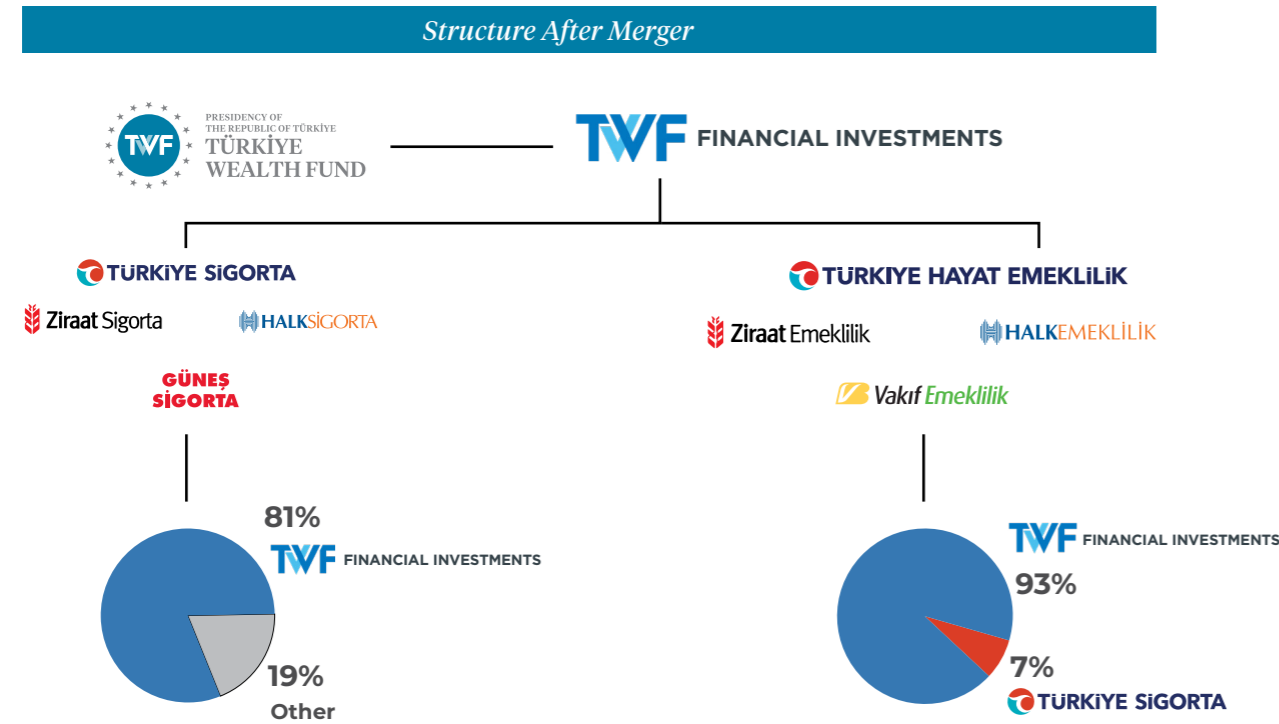 Structure After Merger
TWF
PRESIDENCY OF
THE REPUBLIC OF TÜRKİYE
TÜRKİYE
WEALTH FUND
TWF FINANCIAL INVESTMENTS
TÜRKİYE SİGORTA
Ziraat Sigorta
HALKSİGORTA
GÜNEŞ
SİGORTA
TÜRKİYE HAYAT EMEKLİLİK
Ziraat Emeklilik
HALKEMEKLİLİK
Vakıf Emeklilik
81%
TWF FINANCIAL INVESTMENTS
19%
Other
TWF FINANCIAL INVESTMENTS
93%
7%
TÜRKİYE SİGORTA